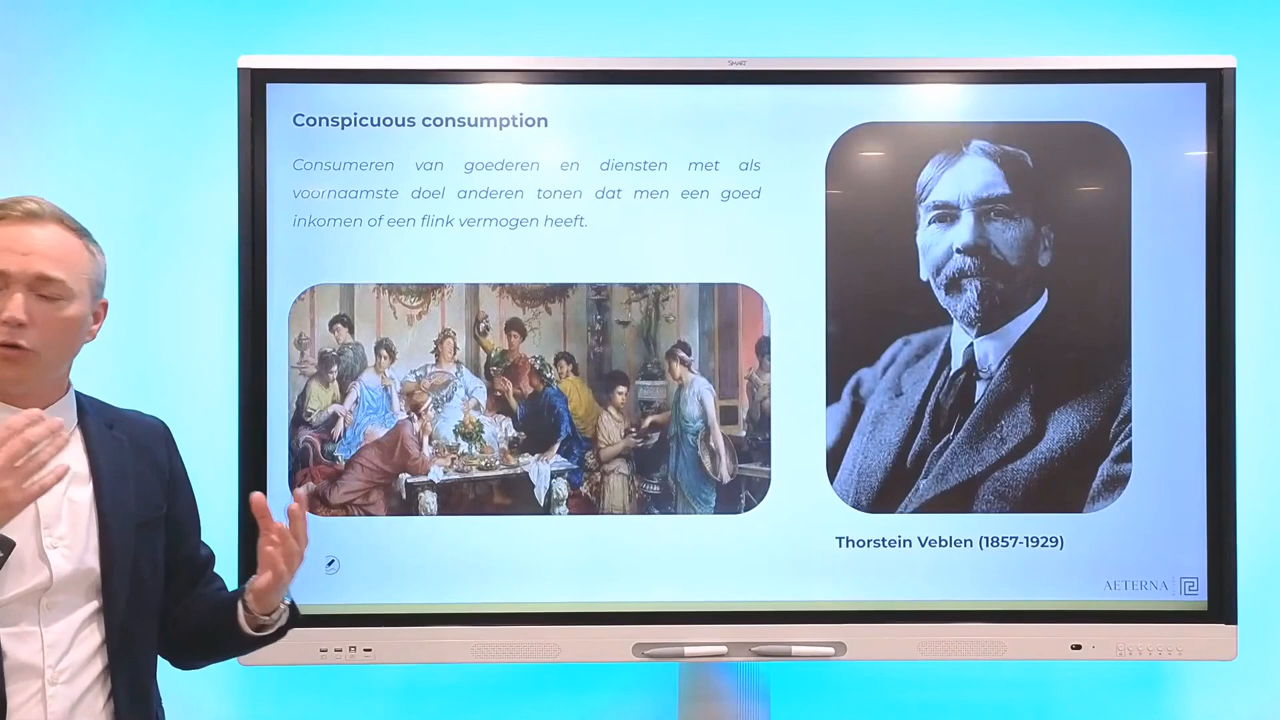 SMART
Conspicuous consumption
Consumeren van goederen en diensten met als
voornaamste doel anderen tonen dat men een goed
inkomen of een flink vermogen heeft.
Thorstein Veblen (1857-1929)
AETERNA